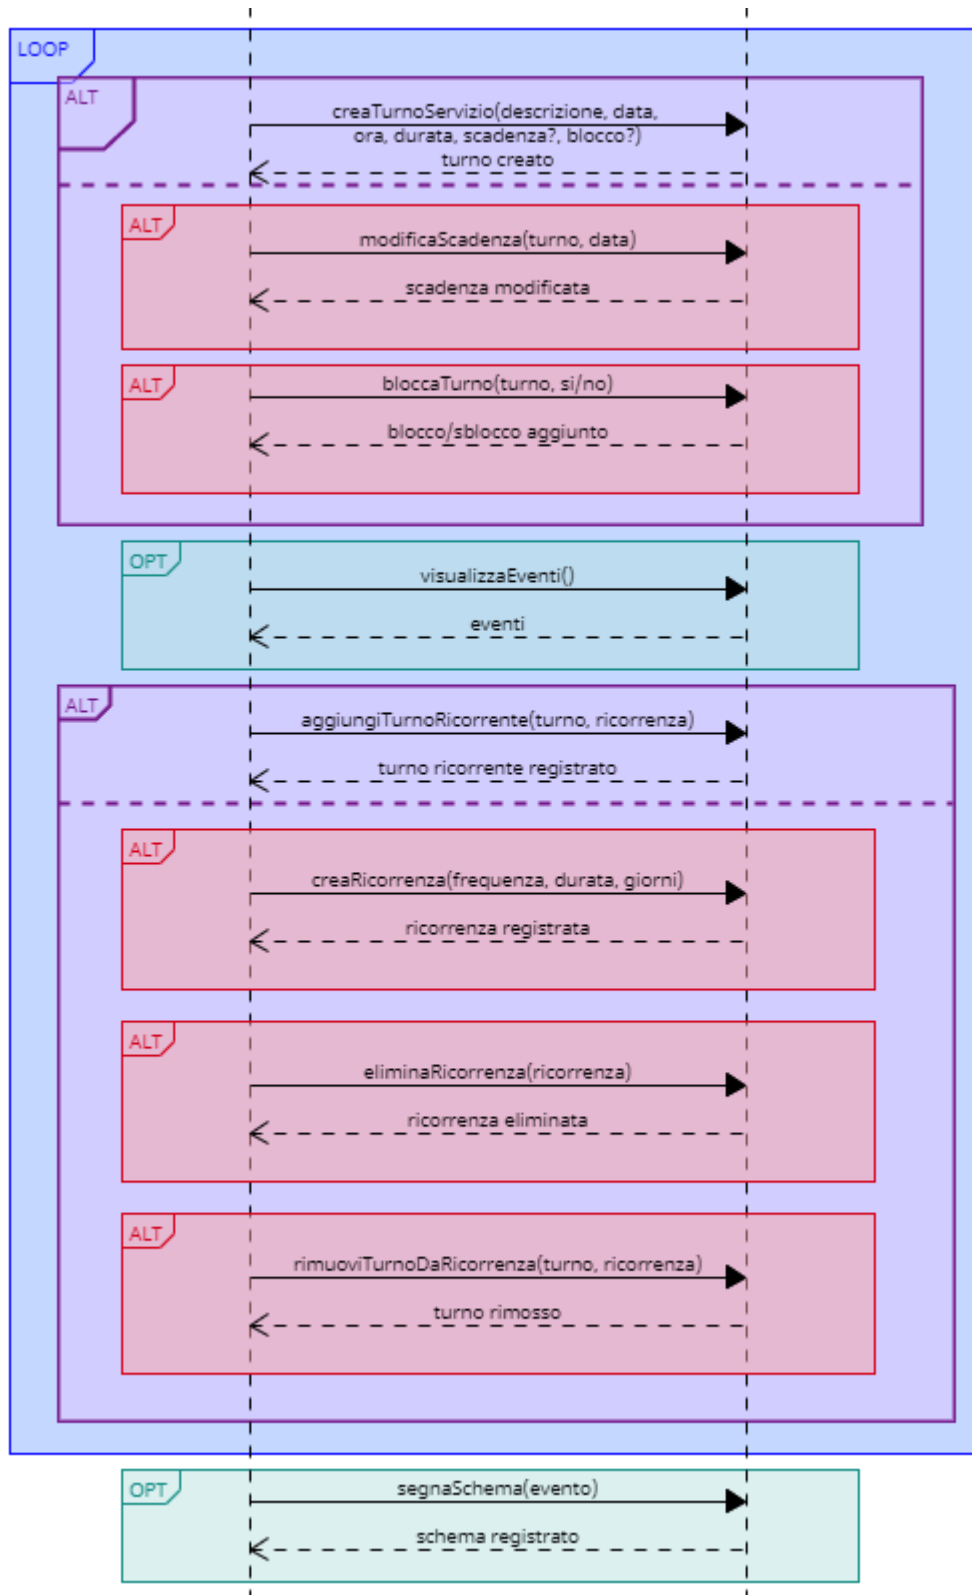 LOOP
ALT
creaTurnoServizio(descrizione, data,
ora, durata, scadenza?, blocco?)
turno creato
ALT
modificaScadenza(turno, data)
scadenza modificata
ALT
bloccaTurno(turno, si/no)
blocco/sblocco aggiunto
OPT
visualizzaEventi()
eventi
ALT
aggiungiTurnoRicorrente(turno, ricorrenza)
turno ricorrente registrato
ALT
creaRicorrenza(frequenza, durata, giorni)
ricorrenza registrata
ALT
eliminaRicorrenza(ricorrenza)
ricorrenza eliminata
ALT
rimuoviTurnoDaRicorrenza(turno, ricorrenza)
turno rimosso
OPT
segnaSchema(evento)
schema registrato